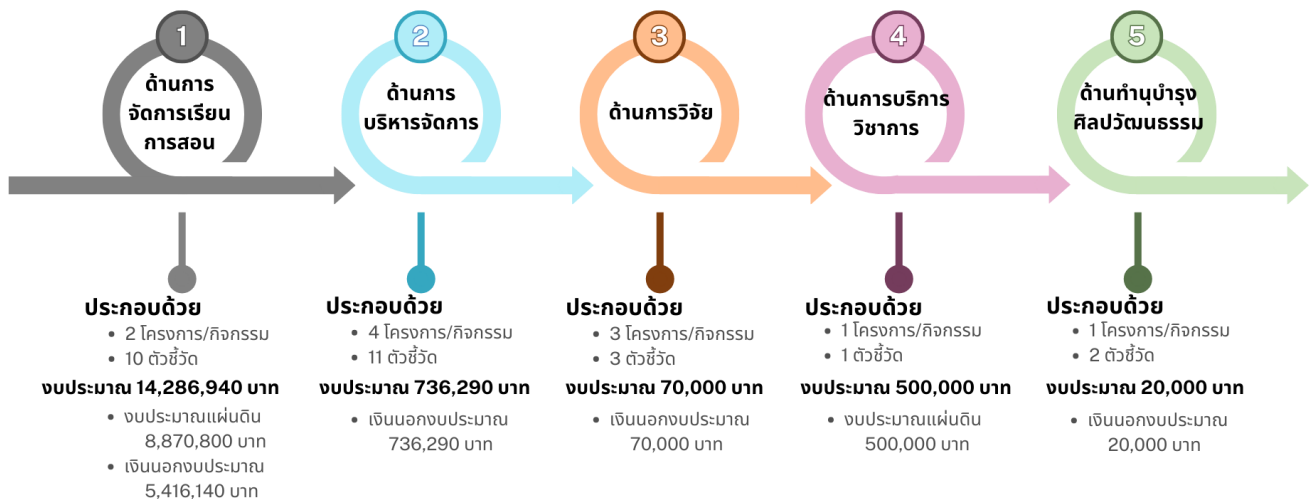 1
ด้านการ
จัดการเรียน
การสอน
2
ด้านการ
บริหารจัดการ
3
ด้านการวิจัย
4
ด้านการบริการ
วิชาการ
5
ด้านทำนุบำรุง
ศิลปวัฒนธรรม
ประกอบด้วย
• 2 โครงการ/กิจกรรม
• 10 ตัวชี้วัด
งบประมาณ 14,286,940 บาท
• งบประมาณแผ่นดิน
8,870,800 บาท
• เงินนอกงบประมาณ
5,416,140 บาท
ประกอบด้วย
• 4 โครงการ/กิจกรรม
• 11 ตัวชี้วัด
งบประมาณ 736,290 บาท
• เงินนอกงบประมาณ
736,290 บาท
ประกอบด้วย
• 3 โครงการ/กิจกรรม
• 3 ตัวชี้วัด
งบประมาณ 70,000 บาท
• เงินนอกงบประมาณ
70,000 บาท
ประกอบด้วย
• 1 โครงการ/กิจกรรม
• 1 ตัวชี้วัด
งบประมาณ 500,000 บาท
• งบประมาณแผ่นดิน
500,000 บาท
ประกอบด้วย
• 1 โครงการ/กิจกรรม
• 2 ตัวชี้วัด
งบประมาณ 20,000 บาท
• เงินนอกงบประมาณ
20,000 บาท